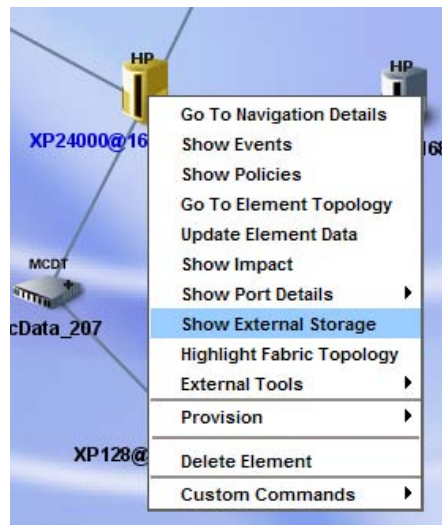 HP
HP
XP24000@16
168
Go To Navigation Details
Show Events
Show Policies
Go To Element Topology
Update Element Data
Show Impact
Show Port Details
Show External Storage
Highlight Fabric Topology
External Tools
Provision
Delete Element
Custom Commands
MCDT
cData_207
XP128@